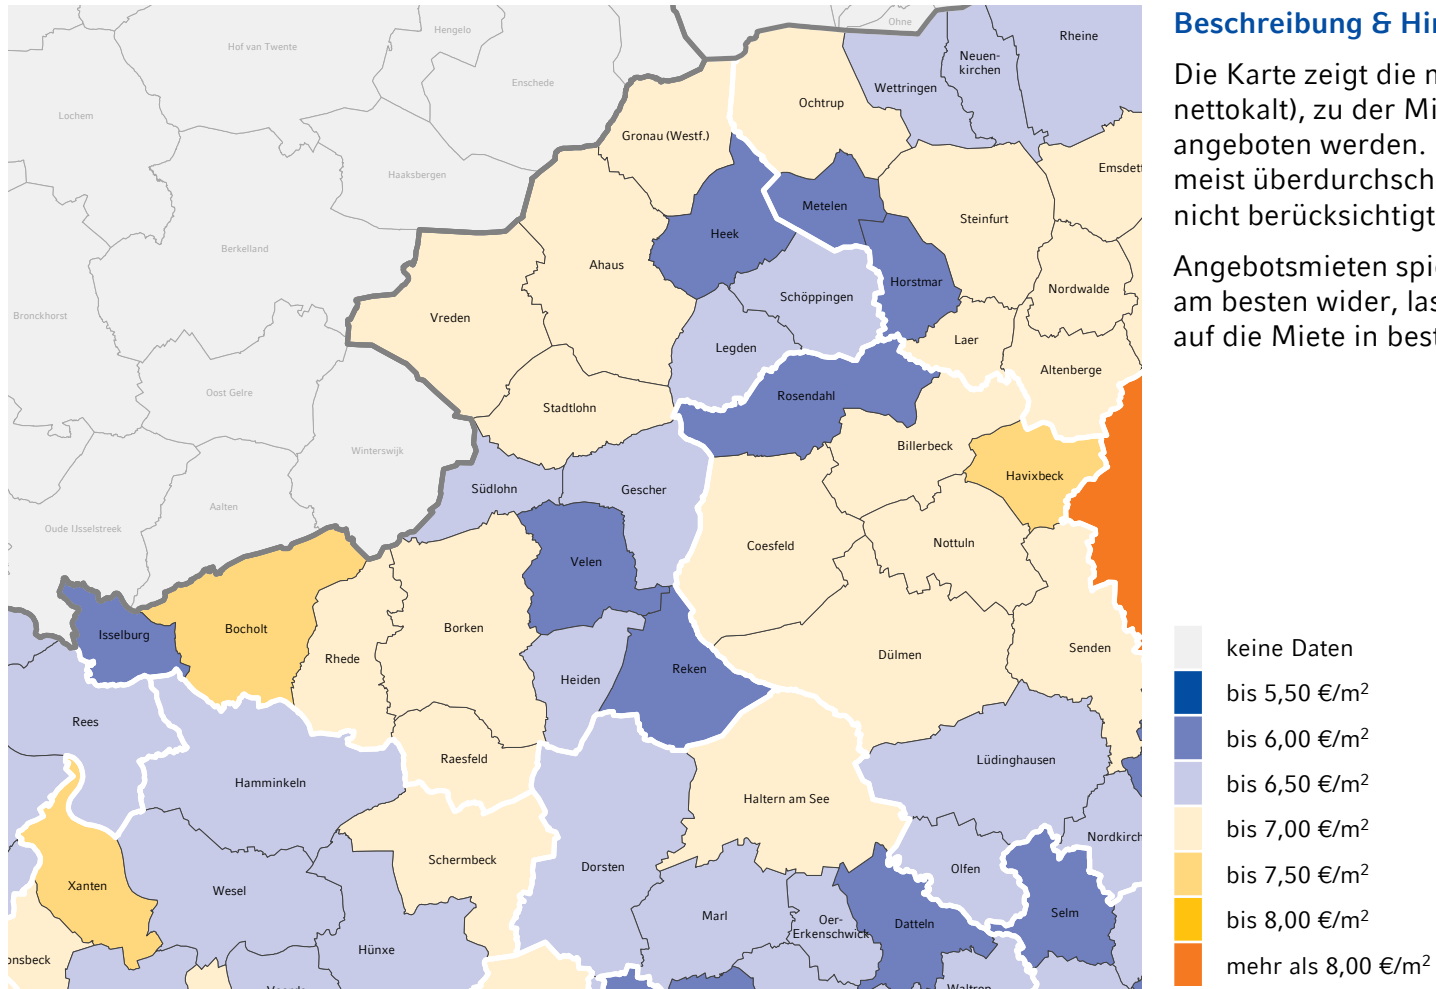 Beschreibung & Hin
Die Karte zeigt die m
nettokalt), zu der Mi
angeboten werden.
meist überdurchsch
nicht berücksichtigt
Angebotsmieten spie
am besten wider, las
auf die Miete in best
keine Daten
bis 5,50 €/m²
bis 6,00 €/m²
bis 6,50 €/m²
bis 7,00 €/m²
bis 7,50 €/m²
bis 8,00 €/m²
mehr als 8,00 €/m²
Ohne
Hengelo
Hof van Twente
Enschede
Lochem
Haaksbergen
Berkelland
Bronckhorst
Oost Gelre
Winterswijk
Aalten
Oude IJsselstreek
Rheine
Neuen-
kirchen
Wettringen
Ochtrup
Gronau (Westf.)
Emsdett
Metelen
Steinfurt
Heek
Ahaus
Horstmar
Nordwalde
Schöppingen
Vreden
Laer
Legden
Altenberge
Rosendahl
Stadtlohn
Billerbeck
Havixbeck
Südlohn
Gescher
Nottuln
Coesfeld
Velen
Isselburg
Bocholt
Borken
Rhede
Senden
Dülmen
Reken
Heiden
Rees
Raesfeld
Lüdinghausen
Hamminkeln
Haltern am See
Nordkirch
Schermbeck
Dorsten
Olfen
Xanten
Wesel
Marl
Oer-
Erkenschwick
Datteln
Selm
Hünxe
onsbeck